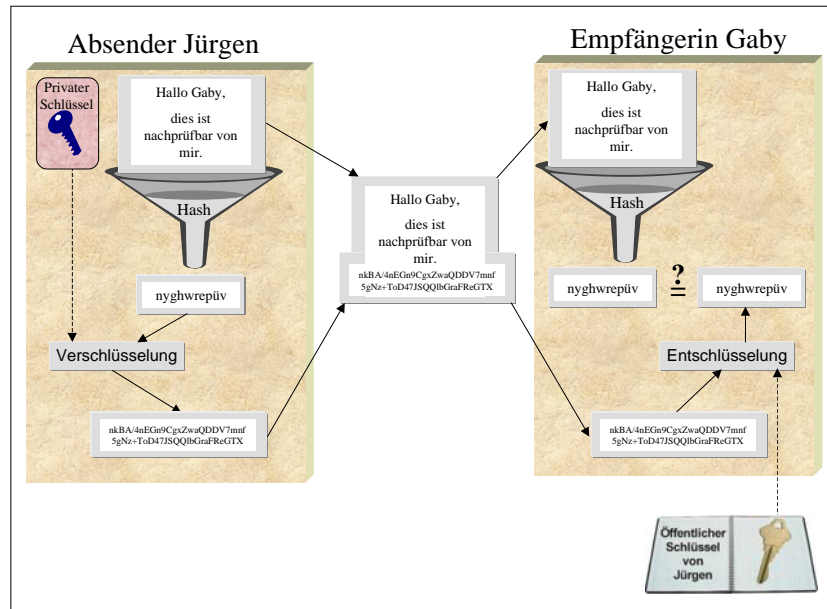 Absender Jürgen
Privater
Schlüssel
Hallo Gaby,
dies ist
nachprüfbar von
mir.
Hash
nyghwrepüv
Verschlüsselung
nkBA/4nEGn9CgxZwaQDDV7mnf
5gNz+ToD47JSQQlbGraFReGTX
Hallo Gaby,
dies ist
nachprüfbar von
mir.
nkBA/4nEGn9CgxZwaQDDV7mnf
5gNz+ToD47JSQQlbGraFReGTX
Empfängerin Gaby
Hallo Gaby,
dies ist
nachprüfbar von
mir.
Hash
nyghwrepüv
?
=
nyghwrepüv
Entschlüsselung
nkBA/4nEGn9CgxZwaQDDV7mnf
5gNz+ToD47JSQQlbGraFReGTX
Öffentlicher
Schlüssel
von
Jürgen